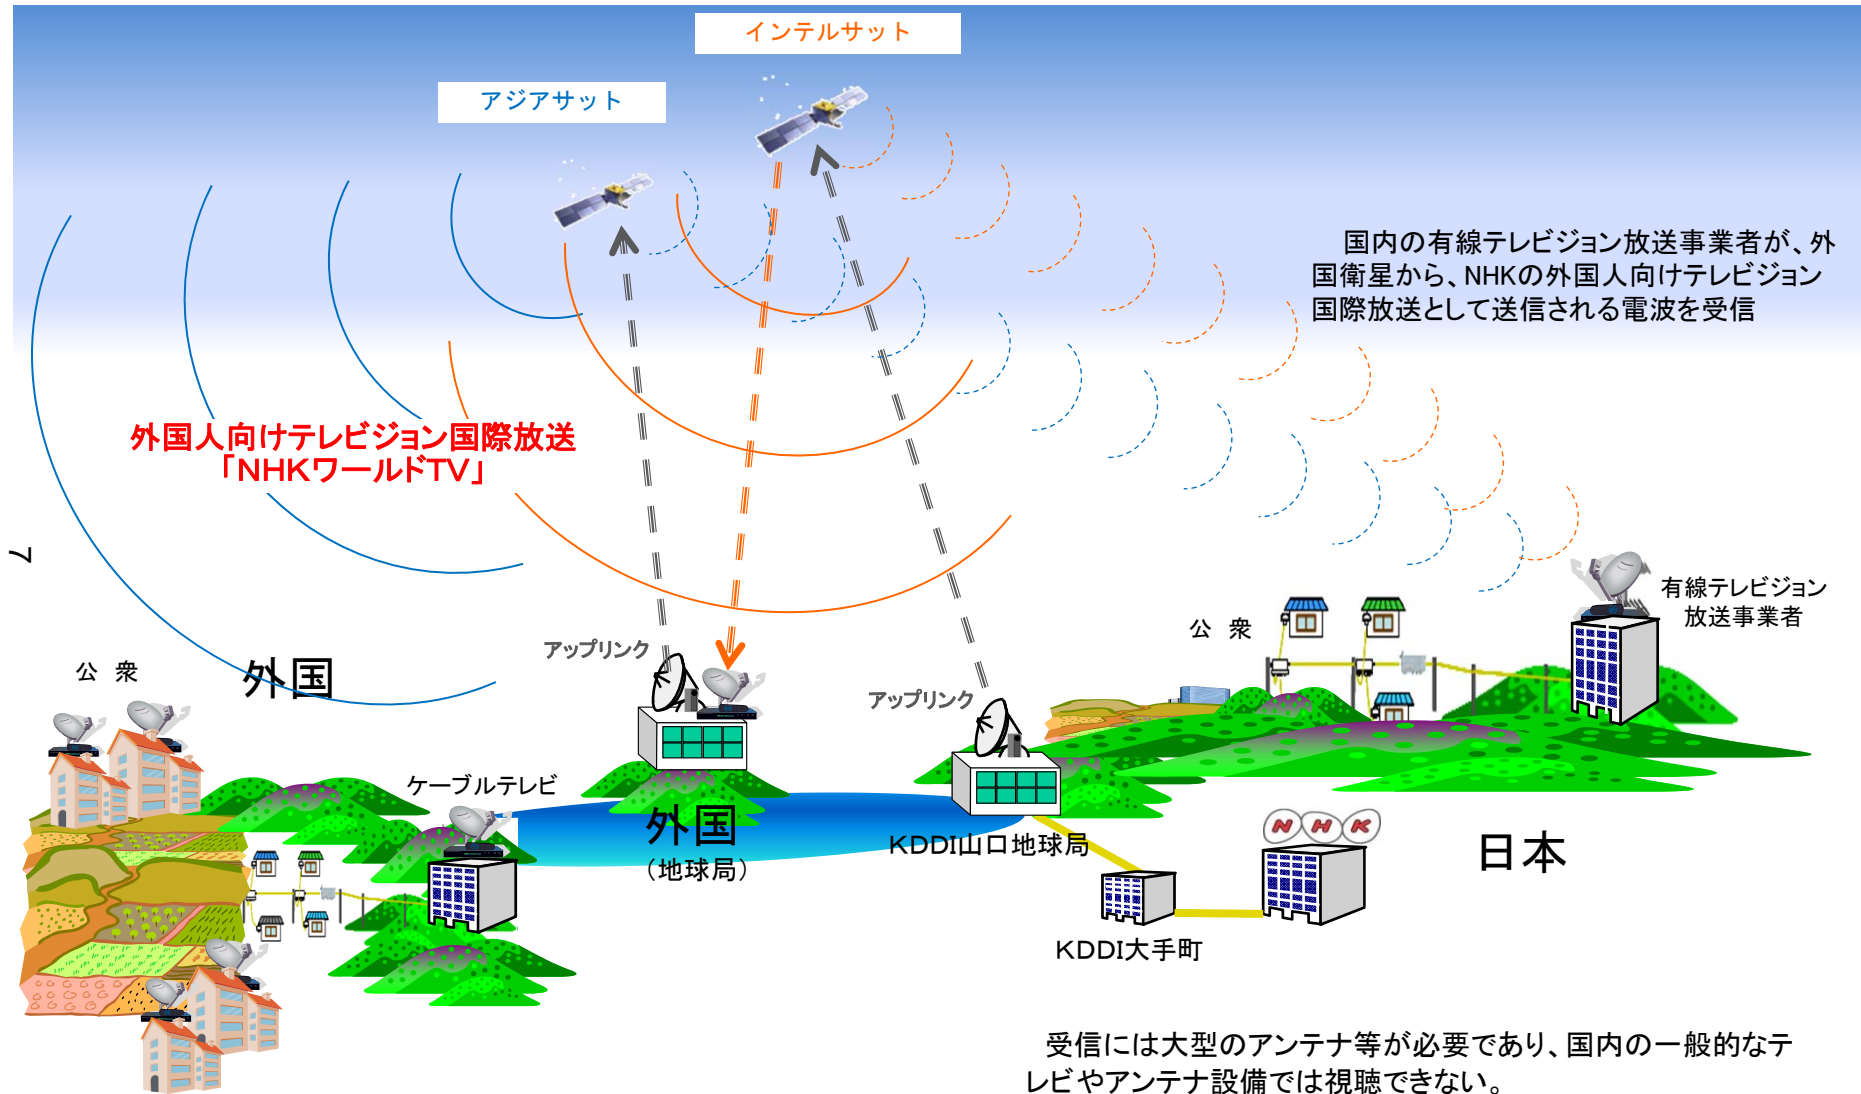 インテルサット
アジアサット
国内の有線テレビジョン放送事業者が、外
国衛星から、NHKの外国人向けテレビジョン
国際放送として送信される電波を受信
外国人向けテレビジョン国際放送
「NHKワールドTV」
7
有線テレビジョン
放送事業者
公 衆
アップリンク
公 衆
外国
アップリンク
ケーブルテレビ
外国
(地球局)
KDDI山口地球局
NHK
日本
KDDI大手町
受信には大型のアンテナ等が必要であり、国内の一般的なテ
レビやアンテナ設備では視聴できない。